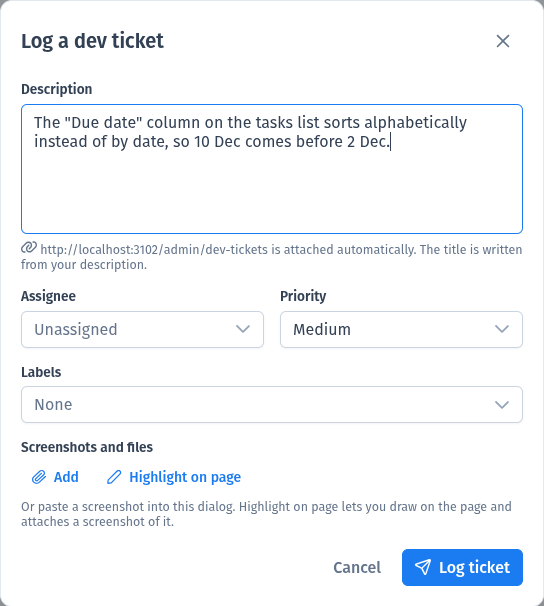 Log a dev ticket
Description
The "Due date" column on the tasks list sorts alphabetically
instead of by date, so 10 Dec comes before 2 Dec.
http://localhost:3102/admin/dev-tickets is attached automatically. The title is written
from your description.
Assignee
Priority
Unassigned
Medium
Labels
None
Screenshots and files
Add
Highlight on page
Or paste a screenshot into this dialog. Highlight on page lets you draw on the page and
attaches a screenshot of it.
Cancel
Log ticket